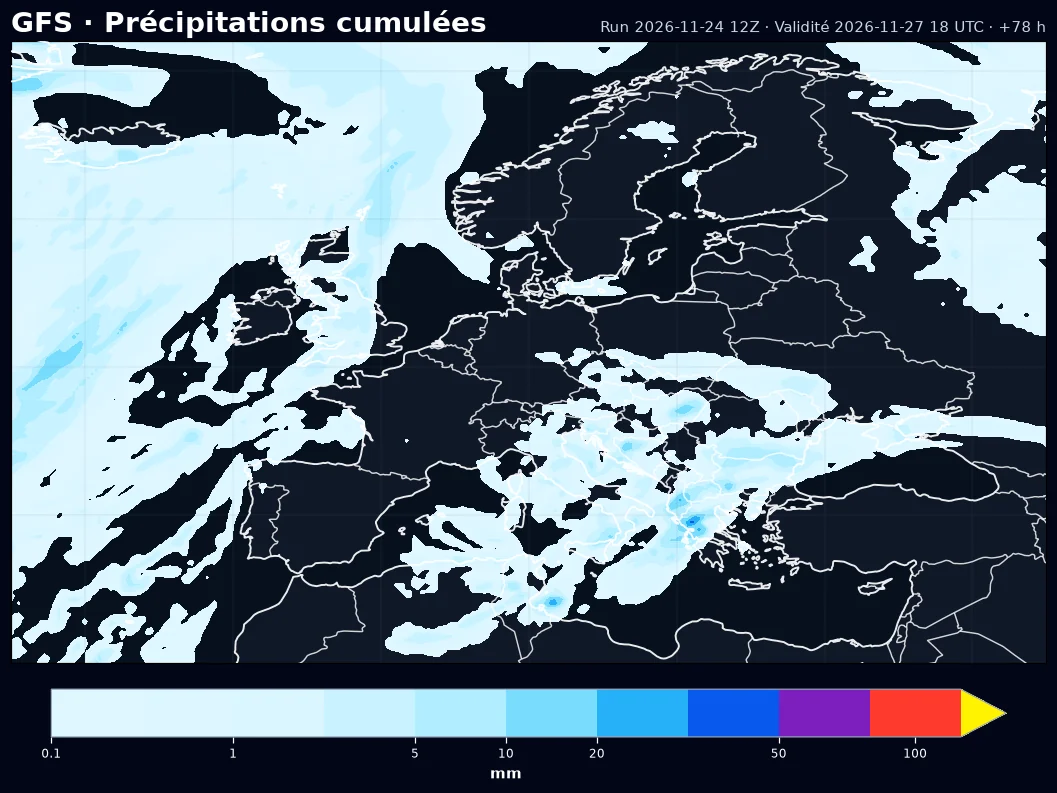 GFS · Précipitations cumulées
Run 2026-11-24 12Z · Validité 2026-11-27 18 UTC · +78 h
0.1 1 5 10 20 50 100
mm